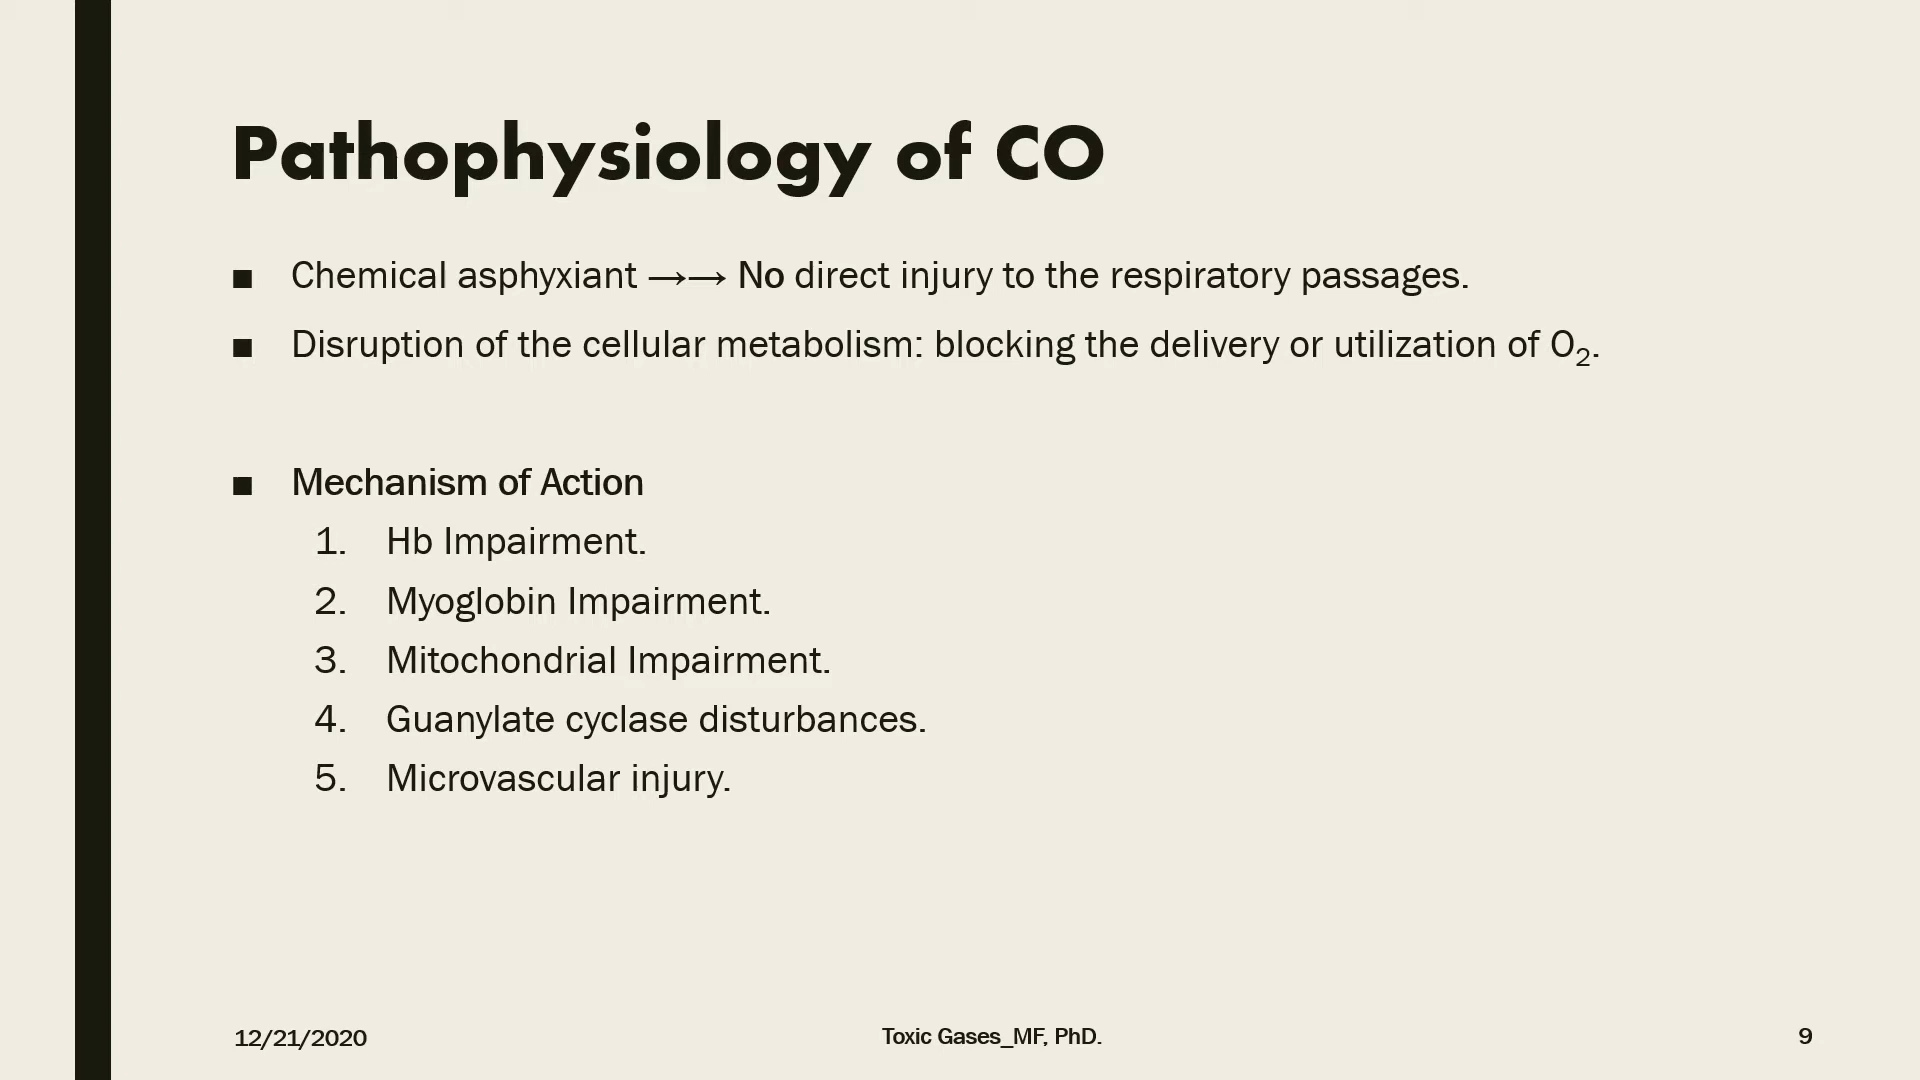 Pathophysiology of CO
■ Chemical asphyxiant →→ No direct injury to the respiratory passages.
■ Disruption of the cellular metabolism: blocking the delivery or utilization of O₂.
■ Mechanism of Action
1. Hb Impairment.
2. Myoglobin Impairment.
3. Mitochondrial Impairment.
4. Guanylate cyclase disturbances.
5. Microvascular injury.
12/21/2020
Toxic Gases_MF, PhD.
9